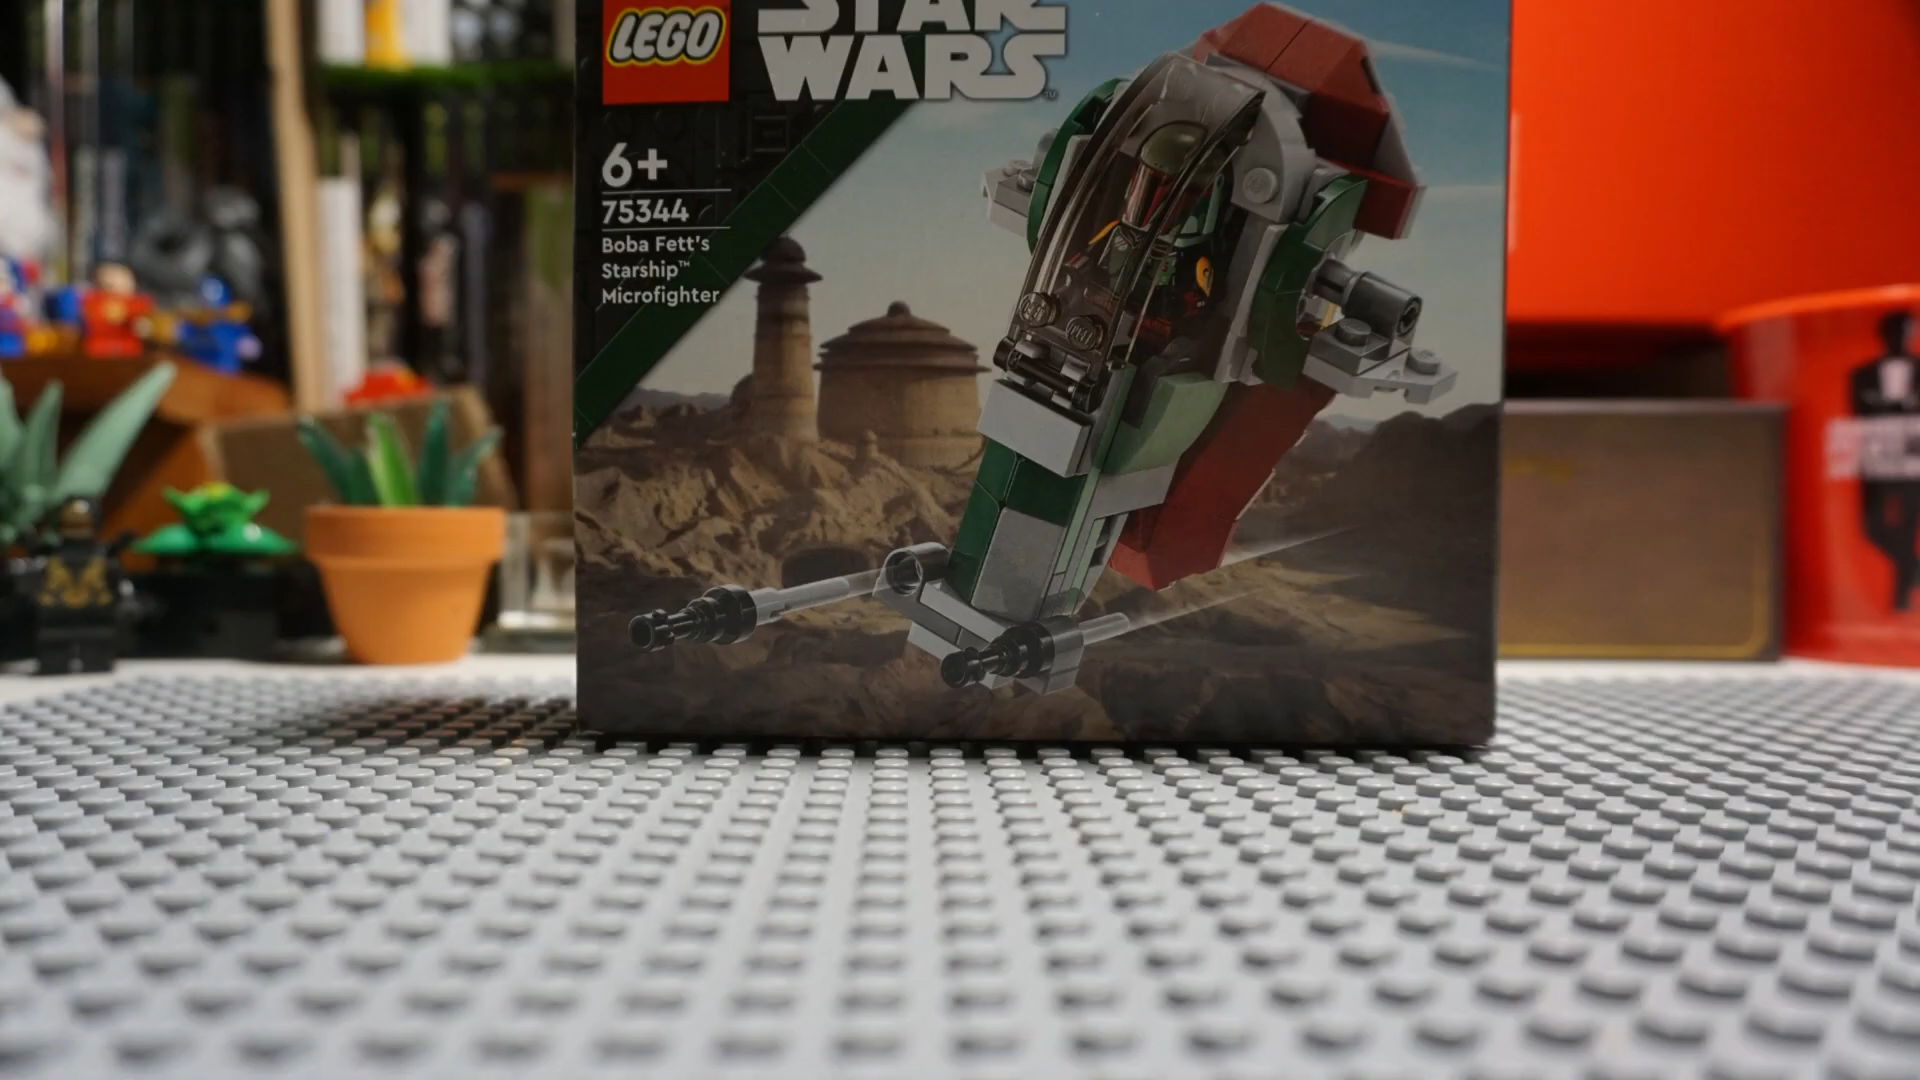 LEGO
STAR
WARS
6+
75344
Boba Fett's
Starship™
Microfighter